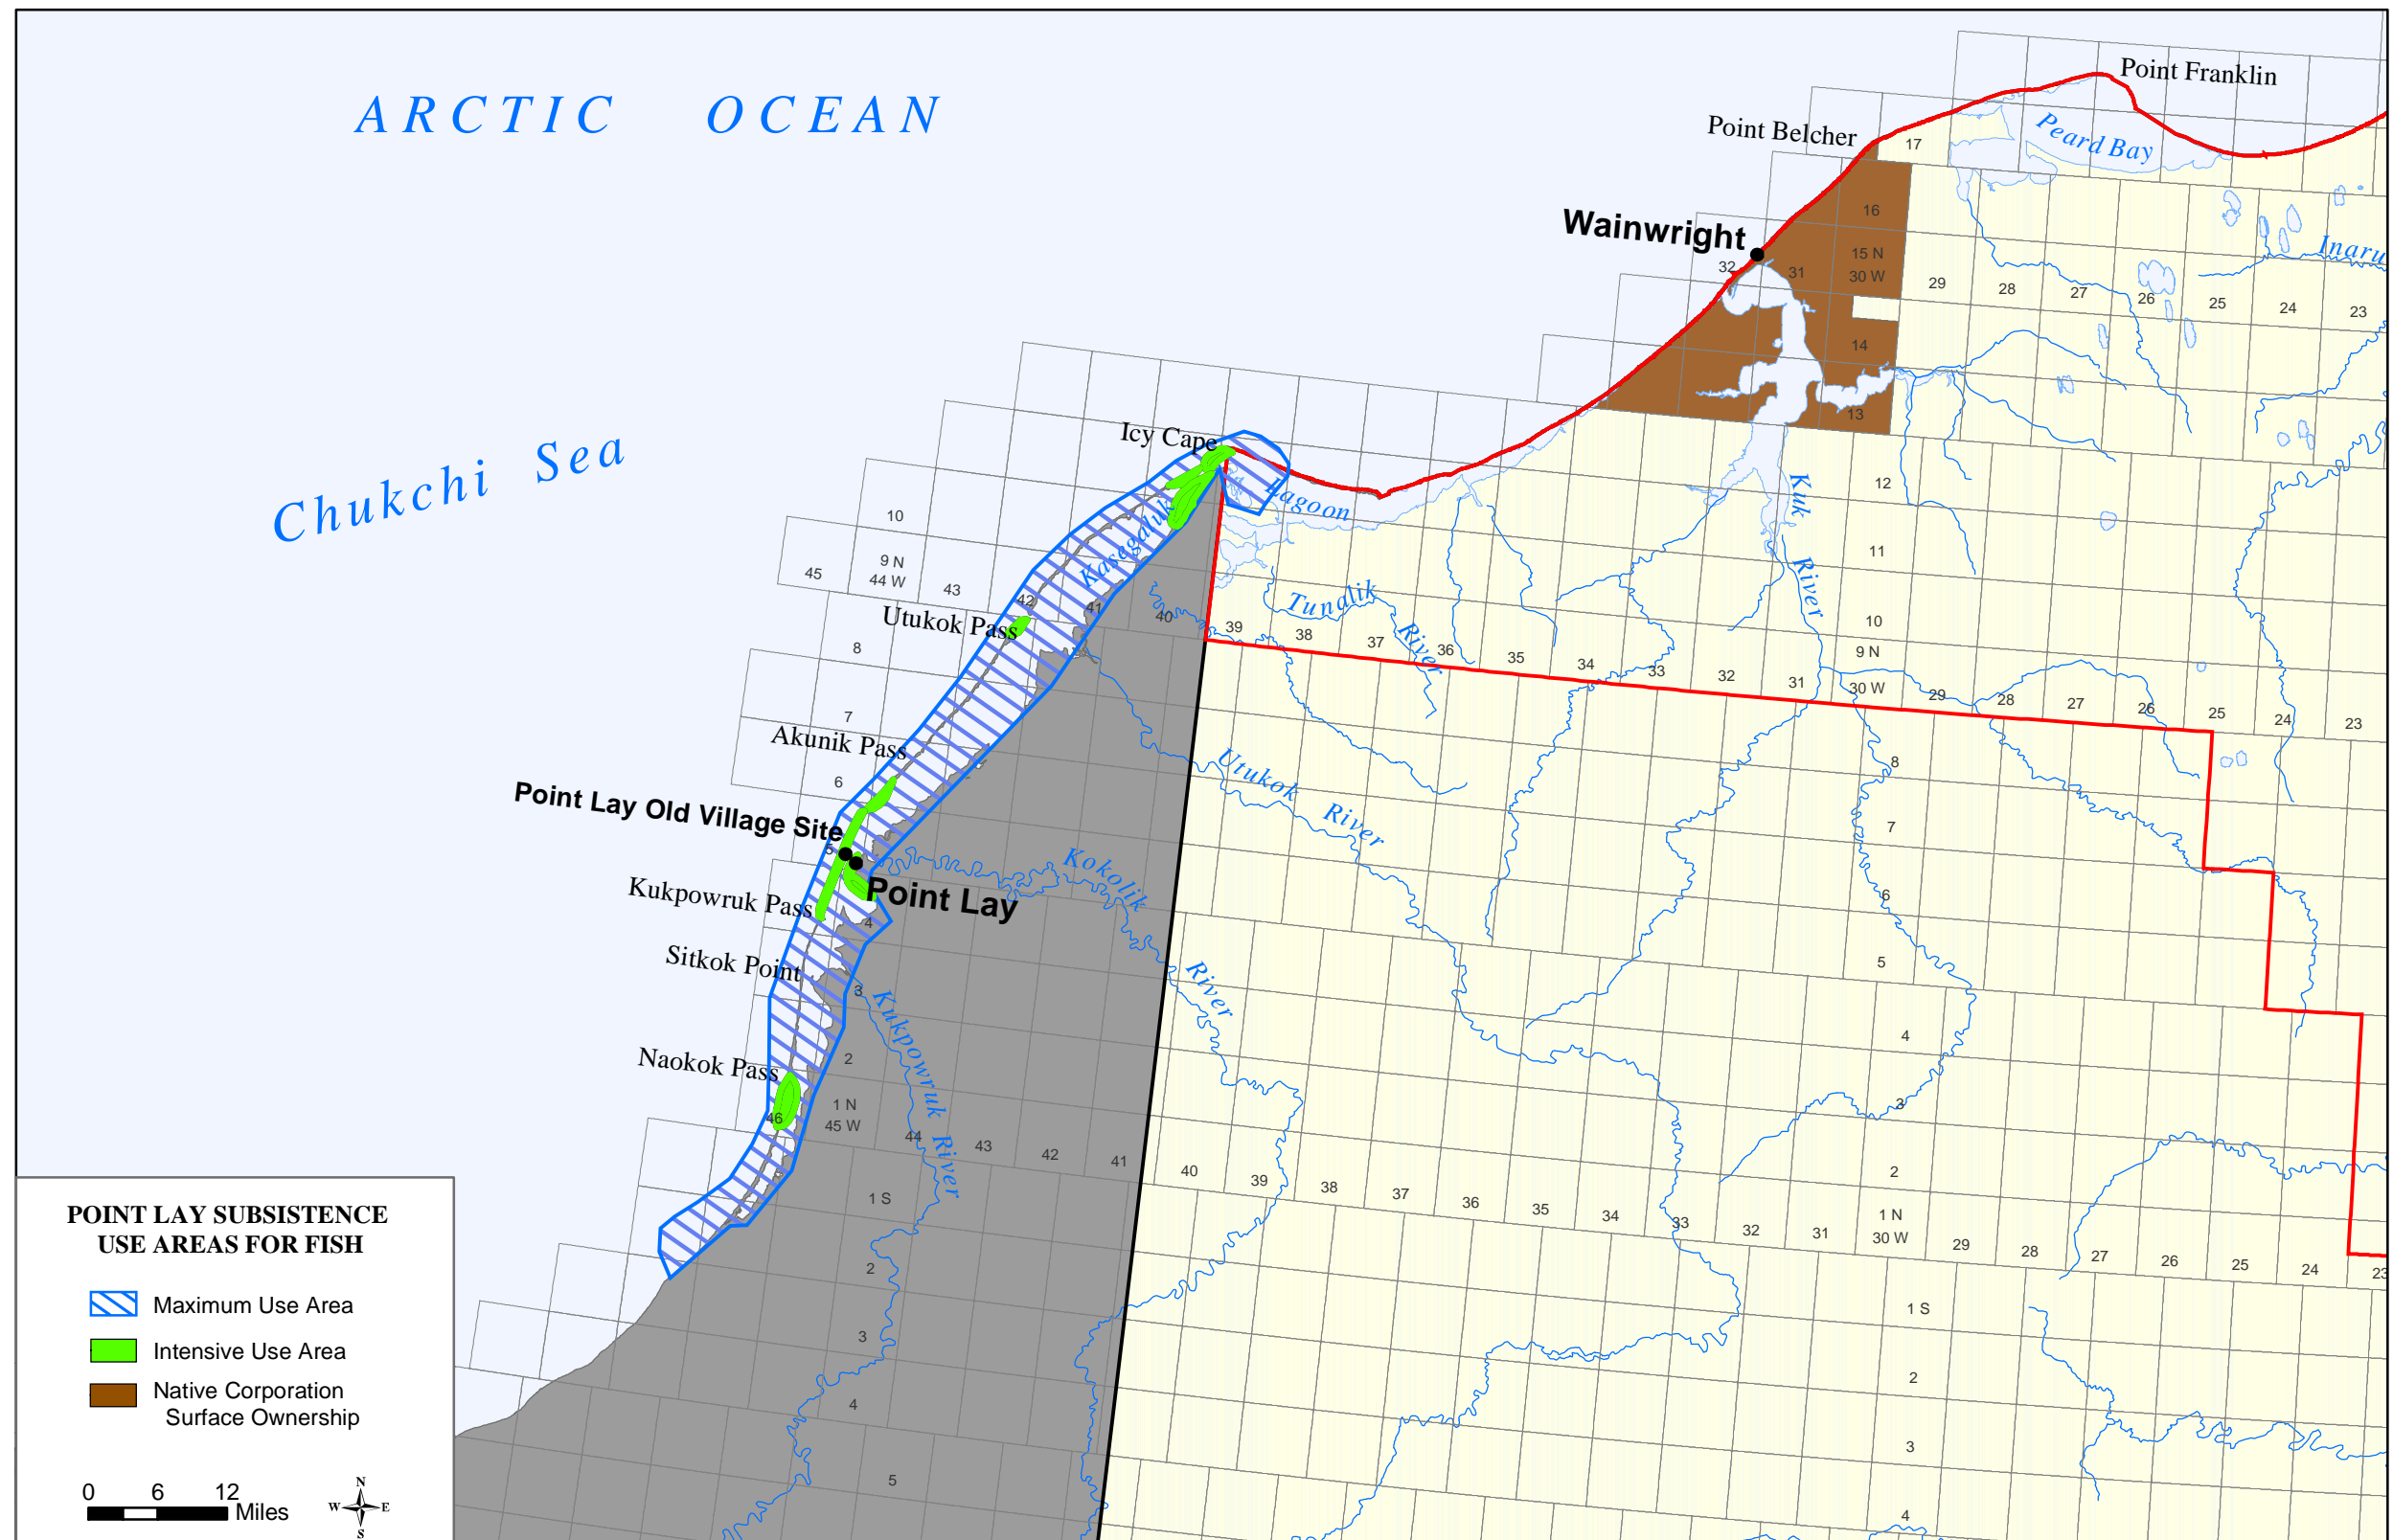 ARCTIC OCEAN
Chukchi Sea
Point Franklin
Peard Bay
Point Belcher
17
Wainwright
16
15 N
30 W
32
31
29
28
27
26
25
24
23
Inaru
14
13
Icy Cape
Kasegaluk
Lagoon
12
11
10
9 N
30 W
Kuk
River
10
9 N
44 W
45
43
42
41
40
39
38
37
36
35
34
33
32
31
29
28
27
26
25
24
23
Tunalik
River
Utukok Pass
8
7
Akunik Pass
6
Point Lay Old Village Site
5
Point Lay
Kukpowruk Pass
4
Sitkok Point
3
Naokok Pass
2
46
1 N
45 W
44
43
42
41
Utukok
River
Kokolik
River
Kukpowruk
River
8
7
6
5
4
3
2
1 N
30 W
40
39
38
37
36
35
34
33
32
31
29
28
27
26
25
24
23
1 S
2
3
4
5
1 S
2
3
4
POINT LAY SUBSISTENCE
USE AREAS FOR FISH
Maximum Use Area
Intensive Use Area
Native Corporation
Surface Ownership
0 6 12
Miles
N
W E
S